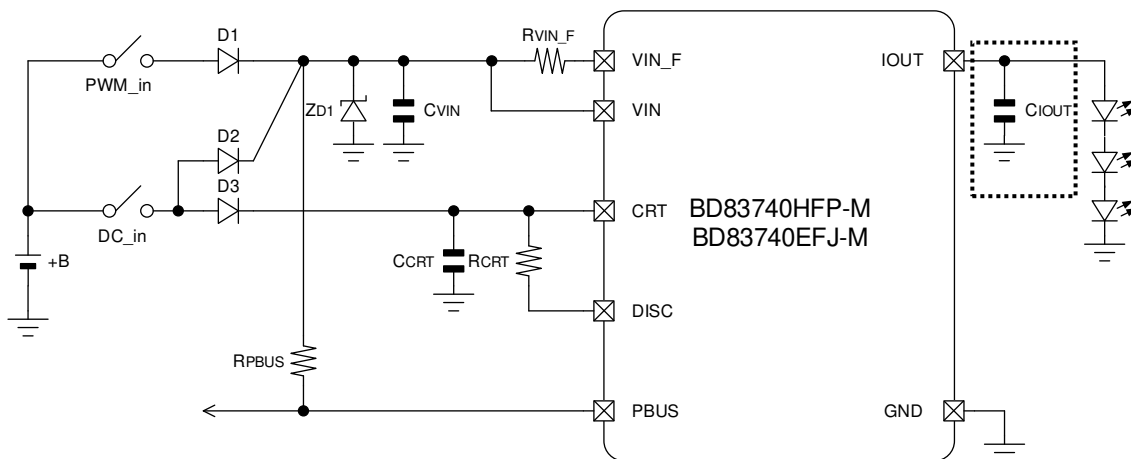 D1
RVIN_F
PWM_in
VIN_F
IOUT
ZD1
CVIN
VIN
CIOUT
D2
D3
DC_in
CRT
BD83740HFP-M
BD83740EFJ-M
+B
CCRT
RCRT
DISC
RPBUS
PBUS
GND